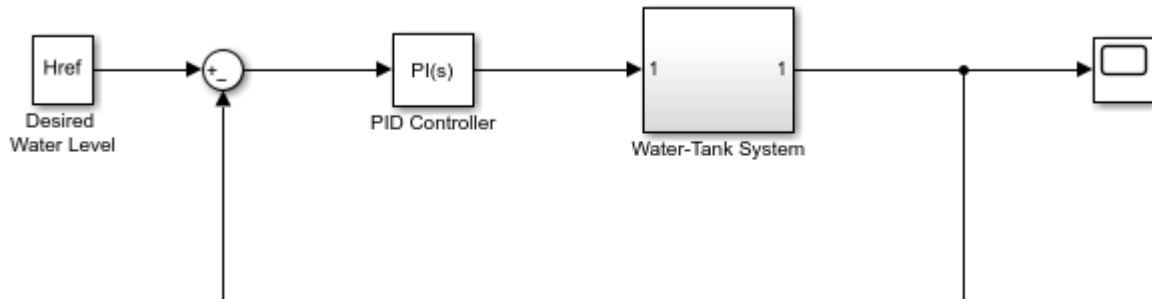 Href
+
−
Desired
Water Level
PI(s)
PID Controller
1
1
Water-Tank System